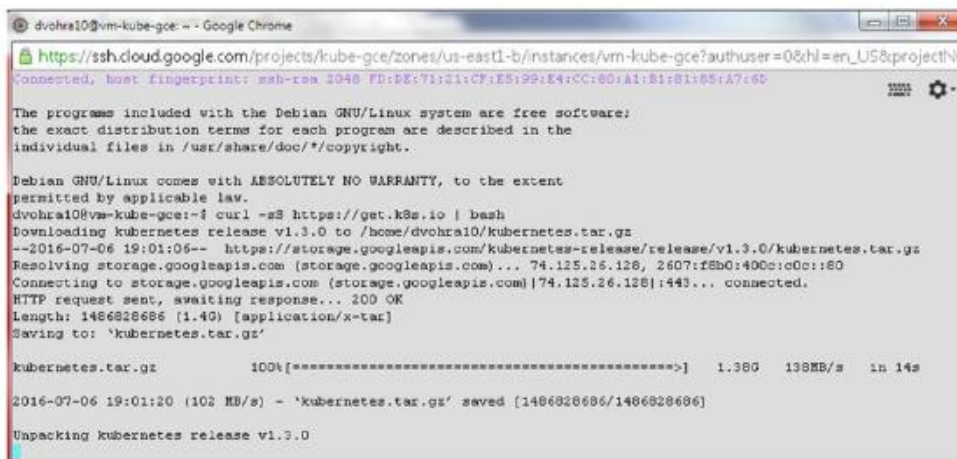 dvohra10@vm-kube-gce: ~ - Google Chrome
https://ssh.cloud.google.com/projects/kube-gce/zones/us-east1-b/instances/vm-kube-gce?authuser=0&hl=en_US&projectN
Connected, host fingerprint: ssh-rsa 2048 FD:DE:71:21:CF:E5:99:E4:CC:80:A1:81:81:85:A7:6D
The programs included with the Debian GNU/Linux system are free software;
the exact distribution terms for each program are described in the
individual files in /usr/share/doc/*/copyright.
Debian GNU/Linux comes with ABSOLUTELY NO WARRANTY, to the extent
permitted by applicable law.
dvohra10@vm-kube-gce:~$ curl -sS https://get.k8s.io | bash
Downloading kubernetes release v1.3.0 to /home/dvohra10/kubernetes.tar.gz
--2016-07-06 19:01:06-- https://storage.googleapis.com/kubernetes-release/release/v1.3.0/kubernetes.tar.gz
Resolving storage.googleapis.com (storage.googleapis.com)... 74.125.26.128, 2607:f8b0:400c:c0c::80
Connecting to storage.googleapis.com (storage.googleapis.com)|74.125.26.128|:443... connected.
HTTP request sent, awaiting response... 200 OK
Length: 1486828686 (1.4G) [application/x-tar]
Saving to: ‘kubernetes.tar.gz’
kubernetes.tar.gz 100%[=============================================>] 1.38G 138MB/s in 14s
2016-07-06 19:01:20 (102 MB/s) - ‘kubernetes.tar.gz’ saved [1486828686/1486828686]
Unpacking kubernetes release v1.3.0